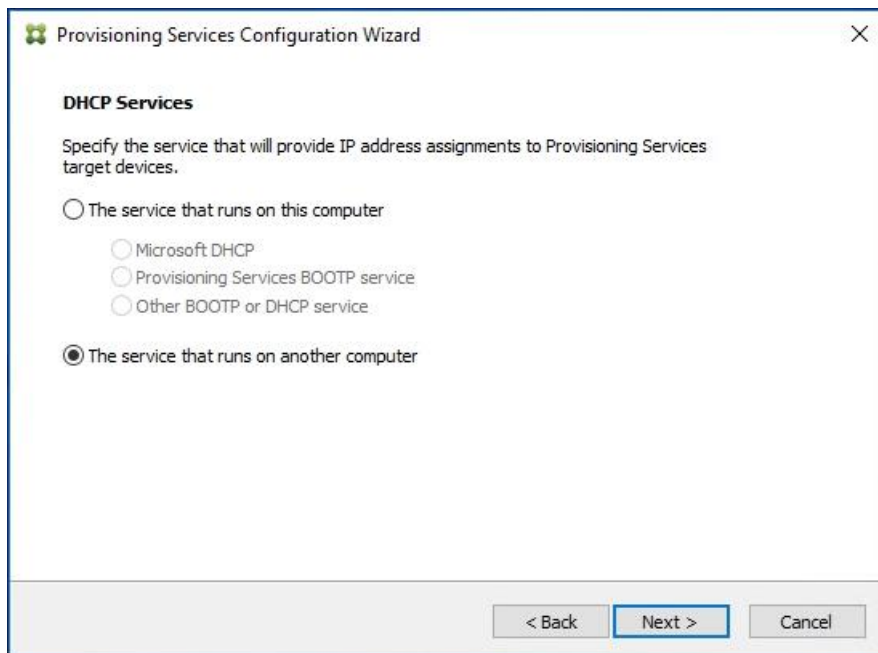 Provisioning Services Configuration Wizard
DHCP Services
Specify the service that will provide IP address assignments to Provisioning Services
target devices.
The service that runs on this computer
Microsoft DHCP
Provisioning Services BOOTP service
Other BOOTP or DHCP service
The service that runs on another computer
< Back Next > Cancel